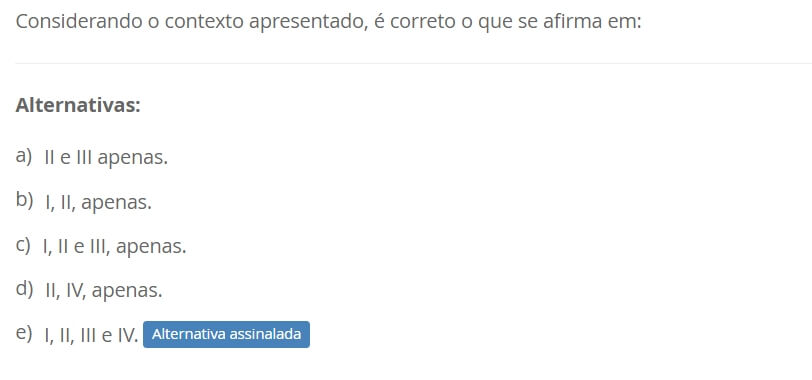 Considerando o contexto apresentado, é correto o que se afirma em:
Alternativas:
a) II e III apenas.
b) I, II, apenas.
c) I, II e III, apenas.
d) II, IV, apenas.
e) I, II, III e IV. Alternativa assinalada